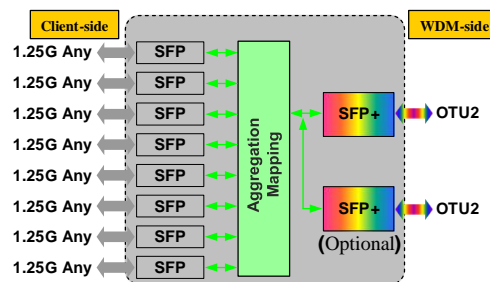 Client-side
WDM-side
1.25G Any
SFP
1.25G Any
SFP
1.25G Any
SFP
1.25G Any
SFP
1.25G Any
SFP
1.25G Any
SFP
1.25G Any
SFP
1.25G Any
SFP
Aggregation
Mapping
SFP+
OTU2
SFP+
OTU2
(Optional)